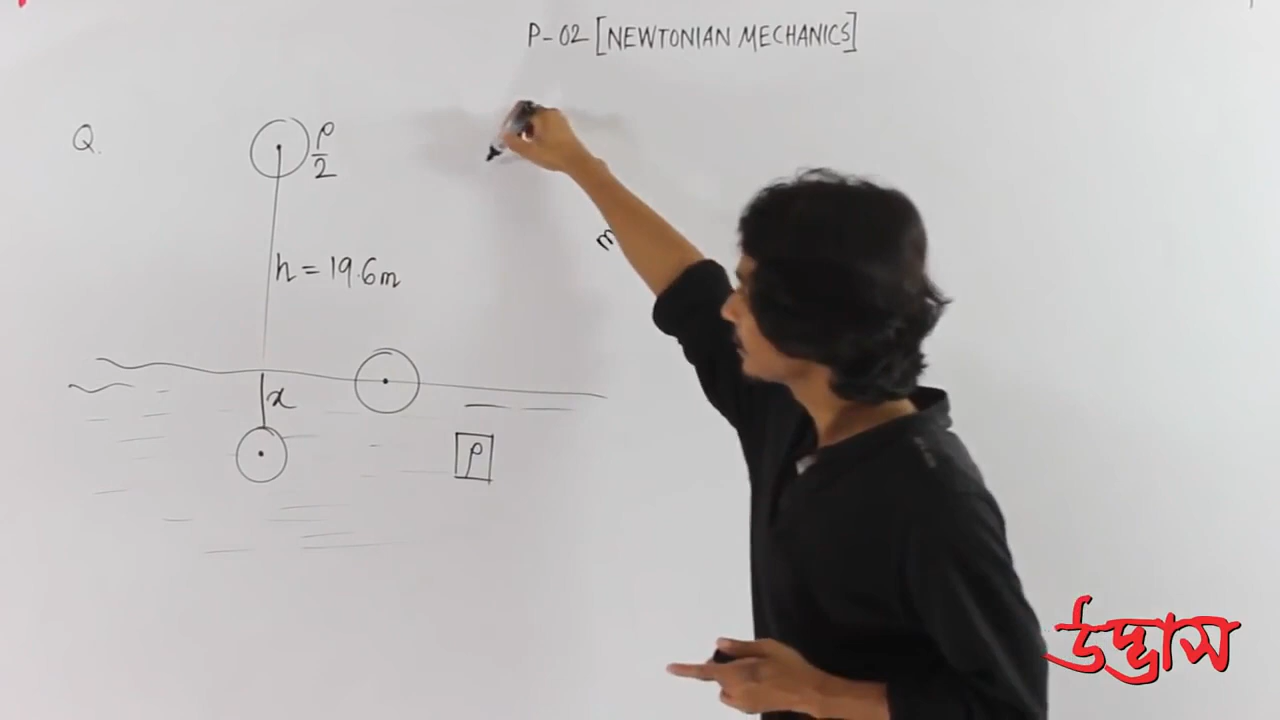 P-02 [NEWTONIAN MECHANICS]
Q.
ρ/2
h = 19.6m
m
x
ρ
উদ্ভাস